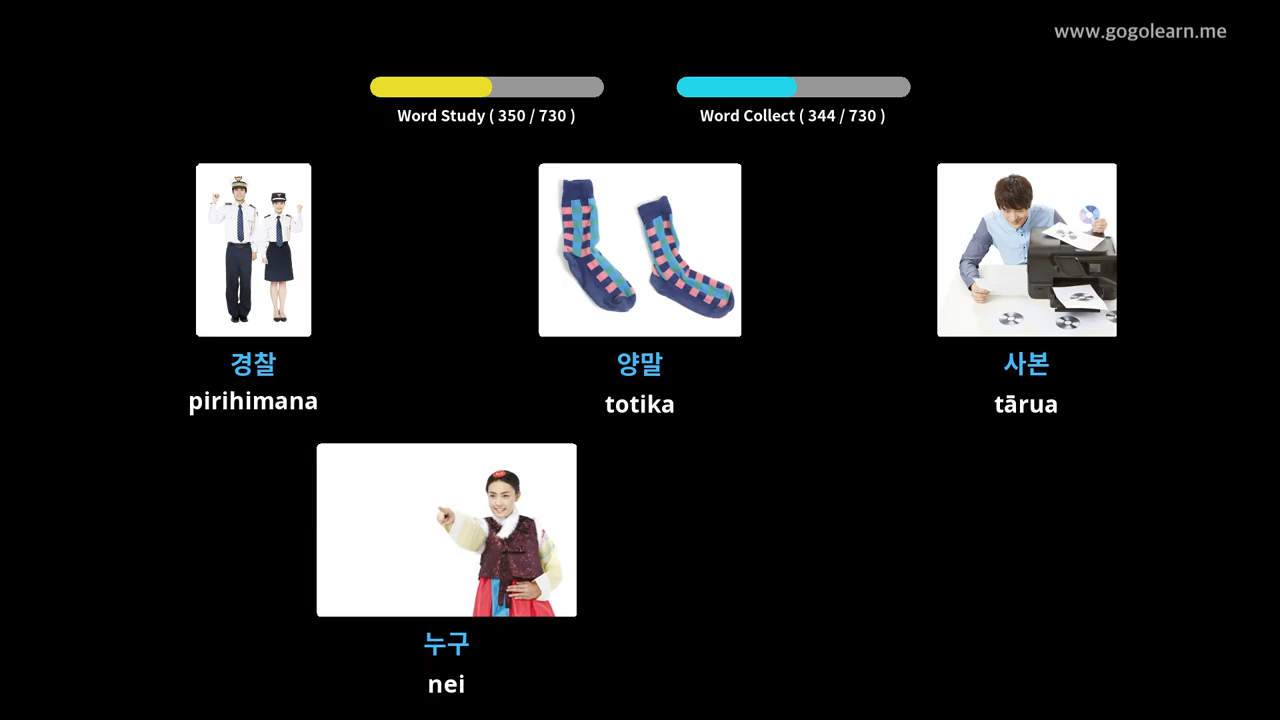 www.gogolearn.me
Word Study ( 350 / 730 )
Word Collect ( 344 / 730 )
경찰
pirihimana
양말
totika
사본
tārua
누구
nei